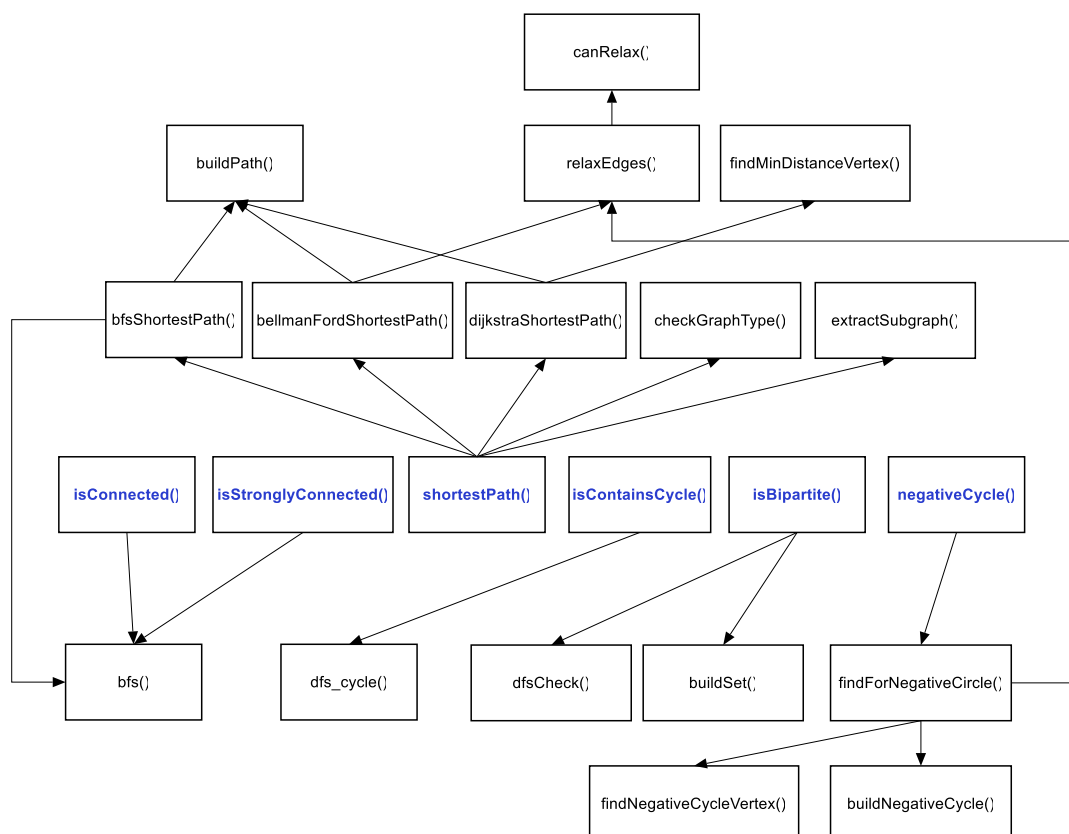 canRelax()
buildPath()
relaxEdges()
findMinDistanceVertex()
bfsShortestPath()
bellmanFordShortestPath()
dijkstraShortestPath()
checkGraphType()
extractSubgraph()
isConnected()
isStronglyConnected()
shortestPath()
isContainsCycle()
isBipartite()
negativeCycle()
bfs()
dfs_cycle()
dfsCheck()
buildSet()
findForNegativeCircle()
findNegativeCycleVertex()
buildNegativeCycle()